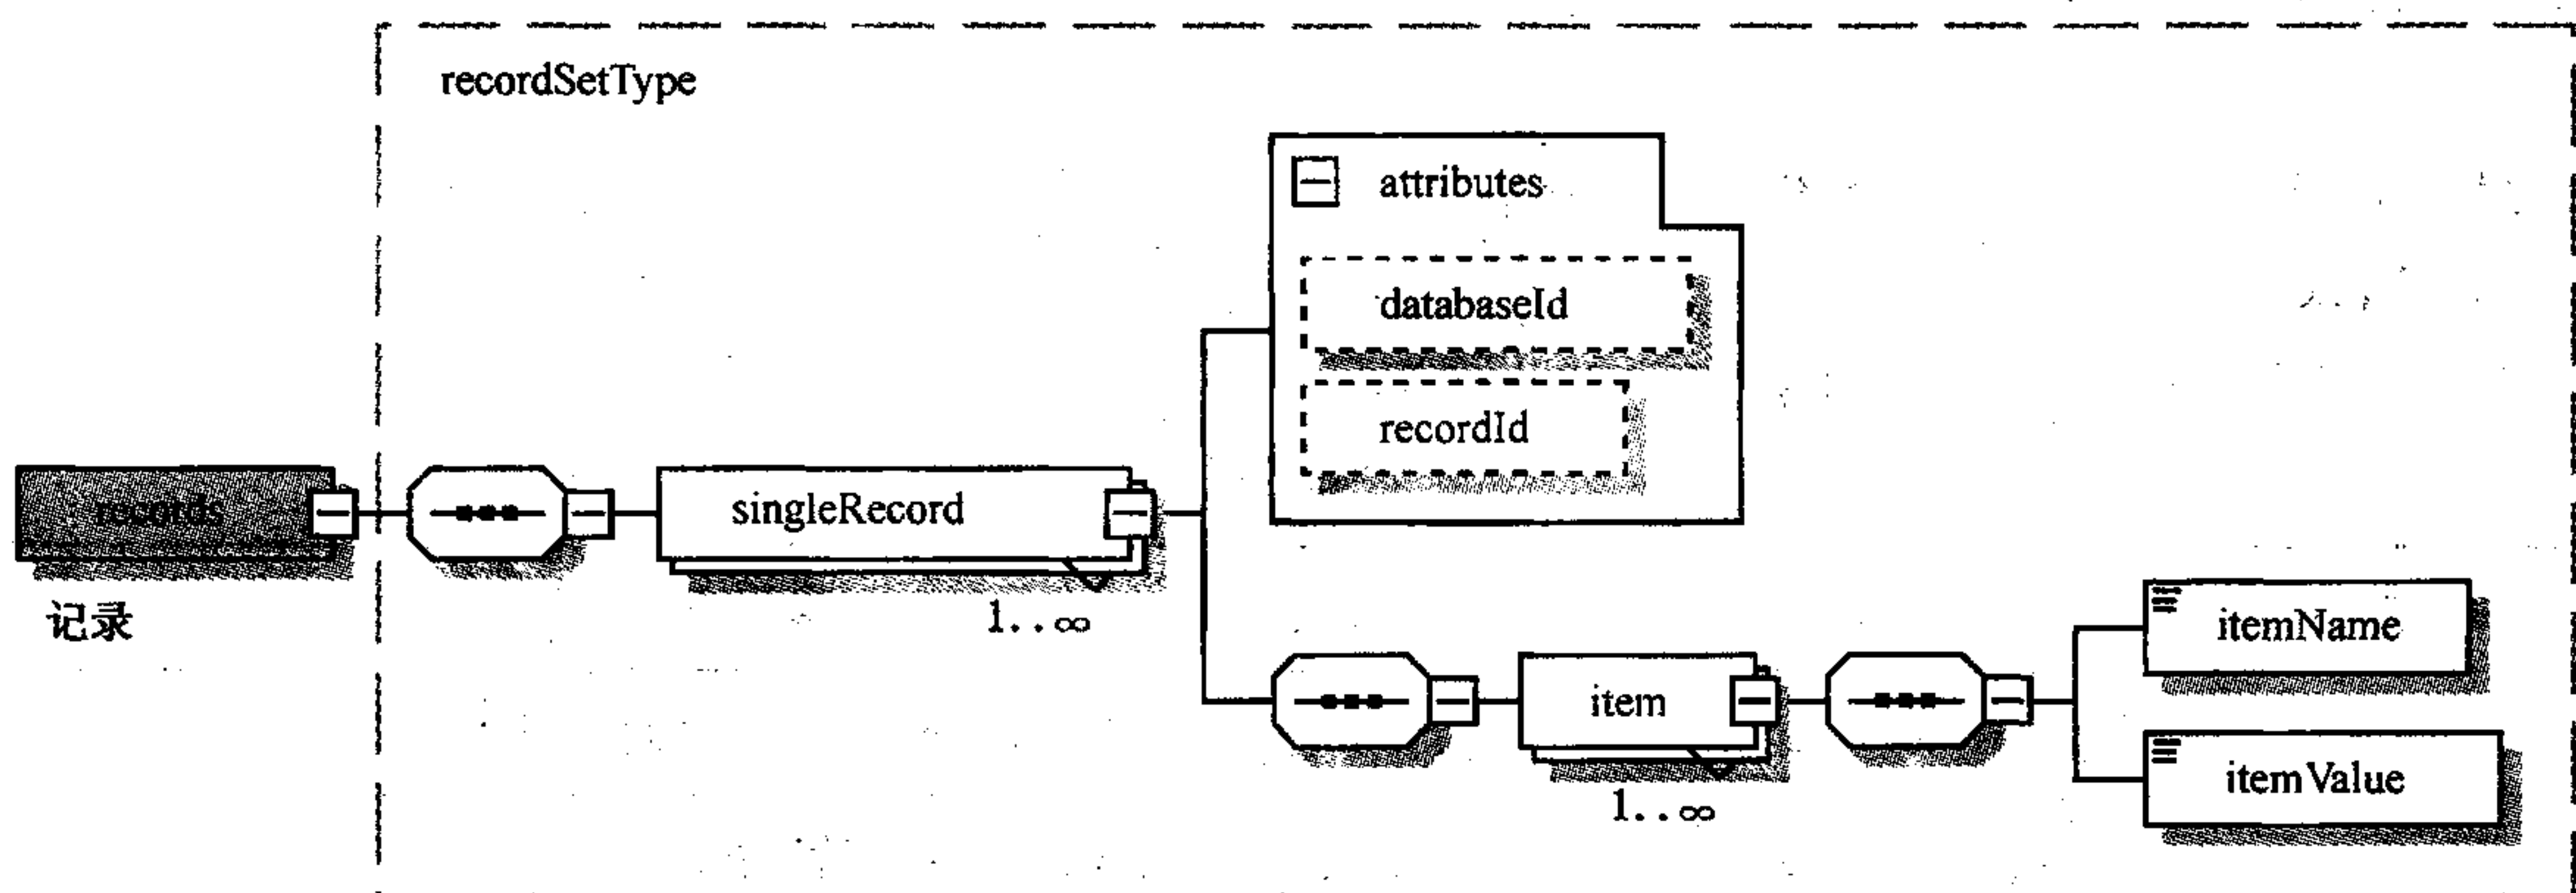 recordSetType
attributes
databaseId
recordId
records
singleRecord
记录
1..∞
itemName
item
itemValue
1..∞